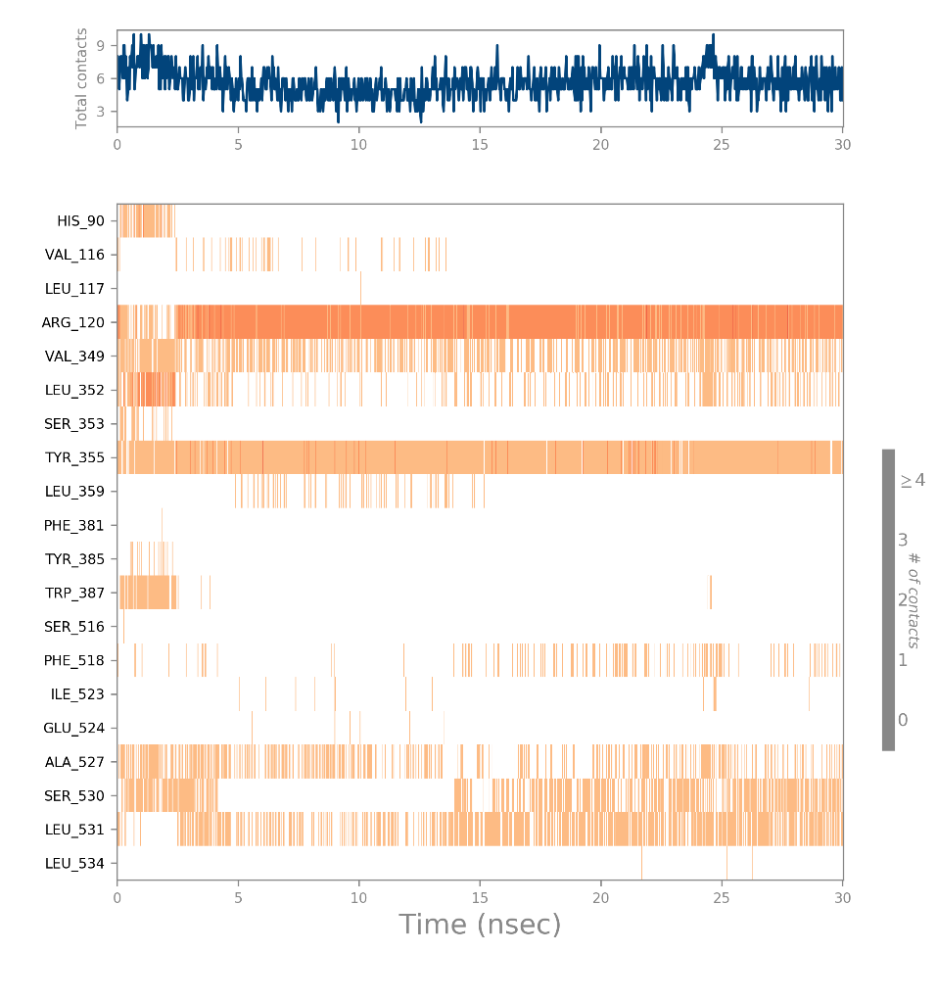 Total contacts
9
6
3
0 5 10 15 20 25 30
HIS_90
VAL_116
LEU_117
ARG_120
VAL_349
LEU_352
SER_353
TYR_355
LEU_359
PHE_381
TYR_385
TRP_387
SER_516
PHE_518
ILE_523
GLU_524
ALA_527
SER_530
LEU_531
LEU_534
0 5 10 15 20 25 30
Time (nsec)
≥4
3
2
1
0
# of contacts